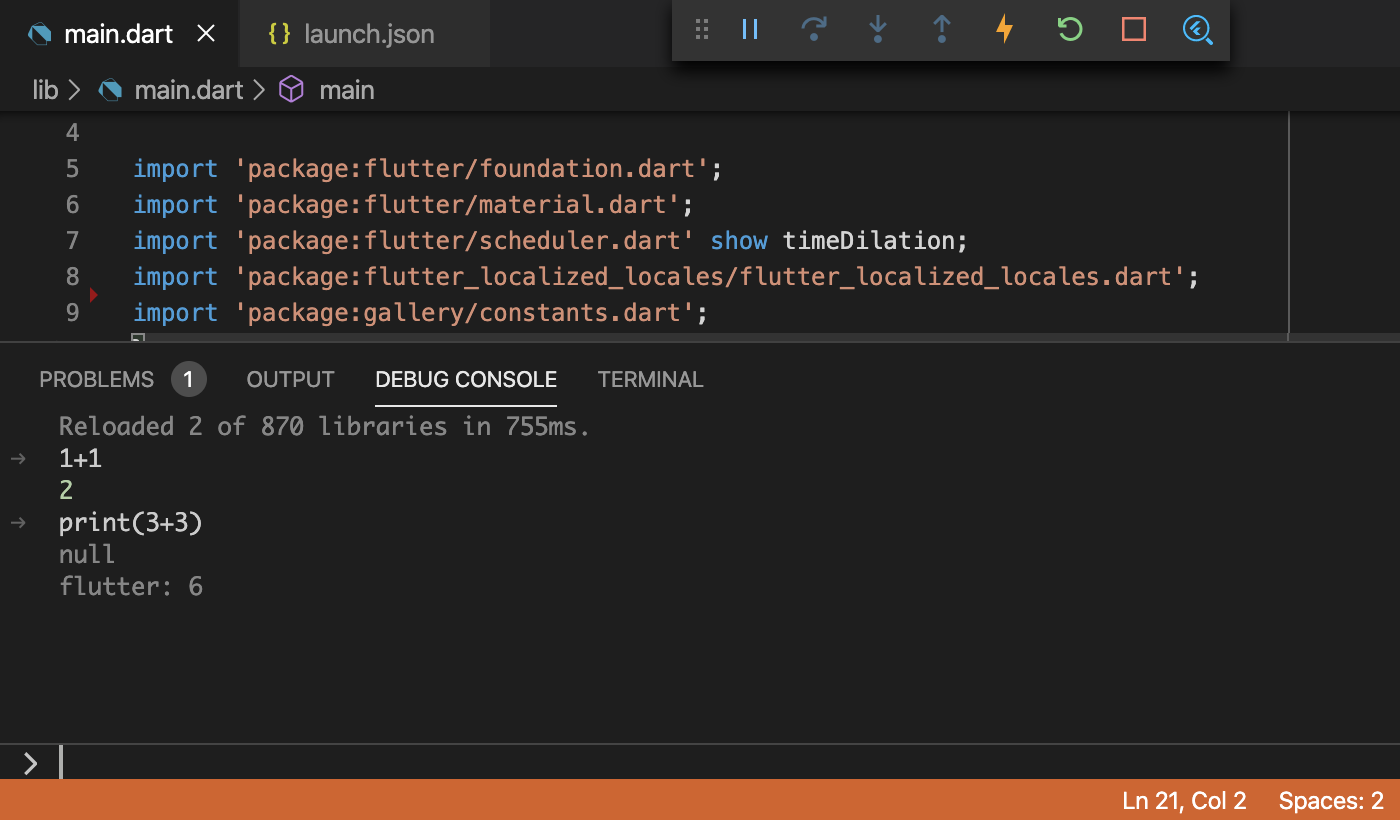 main.dart
{} launch.json
lib > main.dart > main
4
5 import 'package:flutter/foundation.dart';
6 import 'package:flutter/material.dart';
7 import 'package:flutter/scheduler.dart' show timeDilation;
8 import 'package:flutter_localized_locales/flutter_localized_locales.dart';
9 import 'package:gallery/constants.dart';
PROBLEMS 1 OUTPUT DEBUG CONSOLE TERMINAL
Reloaded 2 of 870 libraries in 755ms.
→ 1+1
2
→ print(3+3)
null
flutter: 6
>
Ln 21, Col 2 Spaces: 2